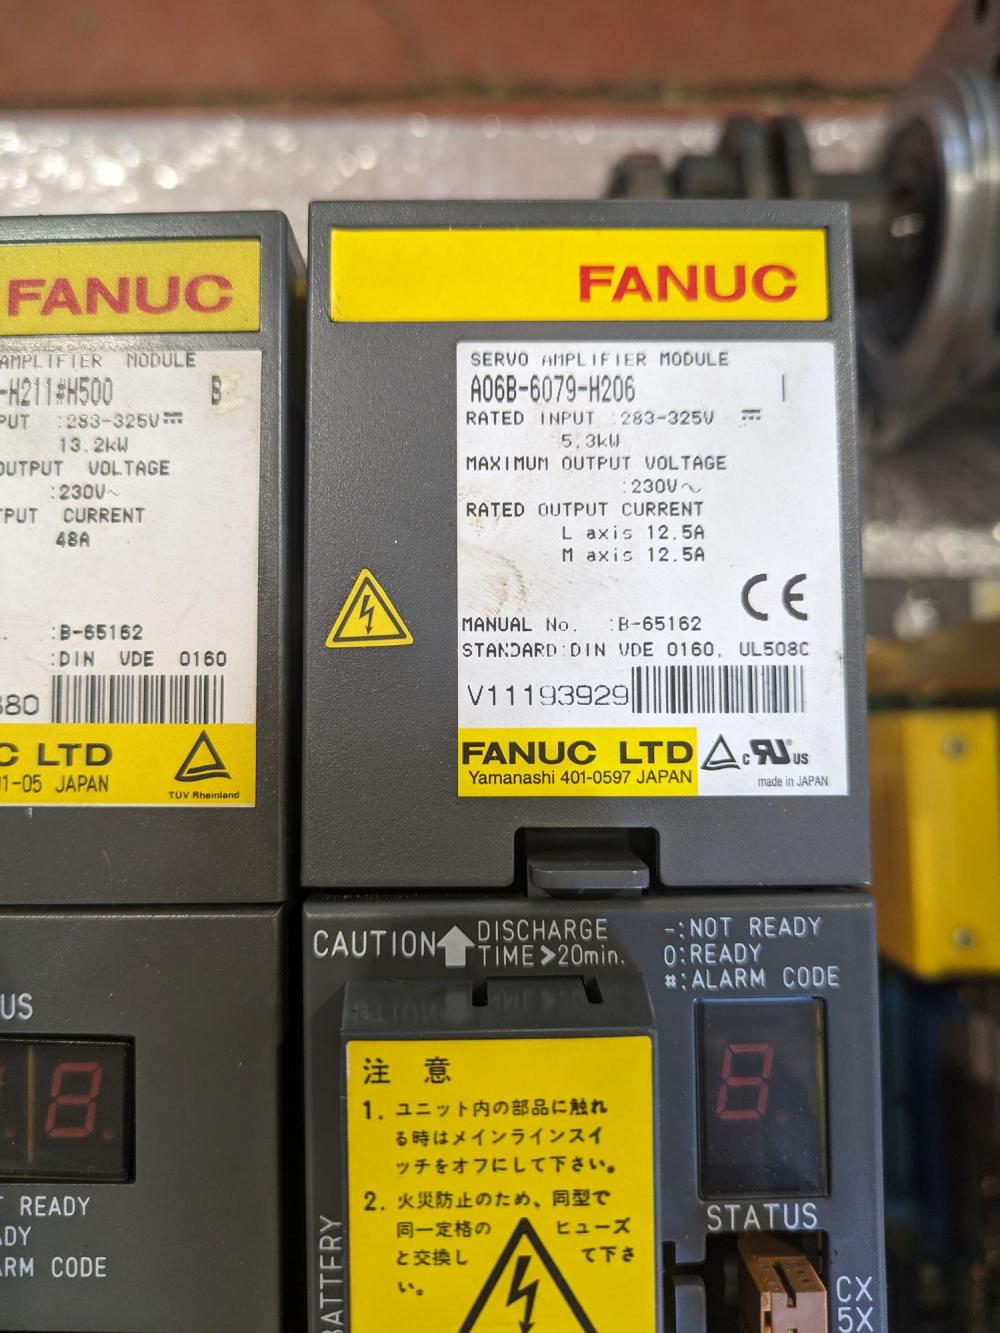 FANUC
AMPLIFIER MODULE
-H211#H500 B
PUT :283-325V
13.2kW
OUTPUT VOLTAGE
:230V~
PUT CURRENT
48A
:B-65162
:DIN VDE 0160
380
C LTD
01-05 JAPAN
TUV Rheinland
US
8.
T READY
ADY
ARM CODE
FANUC
SERVO AMPLIFIER MODULE
A06B-6079-H206 I
RATED INPUT :283-325V
5.3kW
MAXIMUM OUTPUT VOLTAGE
:230V~
RATED OUTPUT CURRENT
L axis 12.5A
M axis 12.5A
CE
MANUAL No. :B-65162
STANDARD:DIN VDE 0160, UL508C
V11193929
FANUC LTD
Yamanashi 401-0597 JAPAN
c RU US
made in JAPAN
CAUTION DISCHARGE
TIME>20min.
-:NOT READY
0:READY
#:ALARM CODE
8.
STATUS
注 意
1. ユニット内の部品に触れ
る時はメインラインスイ
ッチをオフにして下さい。
2. 火災防止のため、同型で
同一定格の ヒューズ
と交換し て下さ
い。
BATTERY
CX
5X